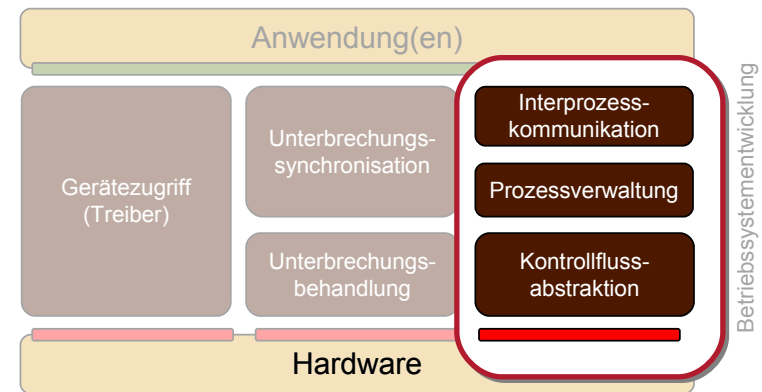 Anwendung(en)
Gerätezugriff
(Treiber)
Unterbrechungs-
synchronisation
Unterbrechungs-
behandlung
Interprozess-
kommunikation
Prozessverwaltung
Kontrollfluss-
abstraktion
Hardware
Betriebssystementwicklung